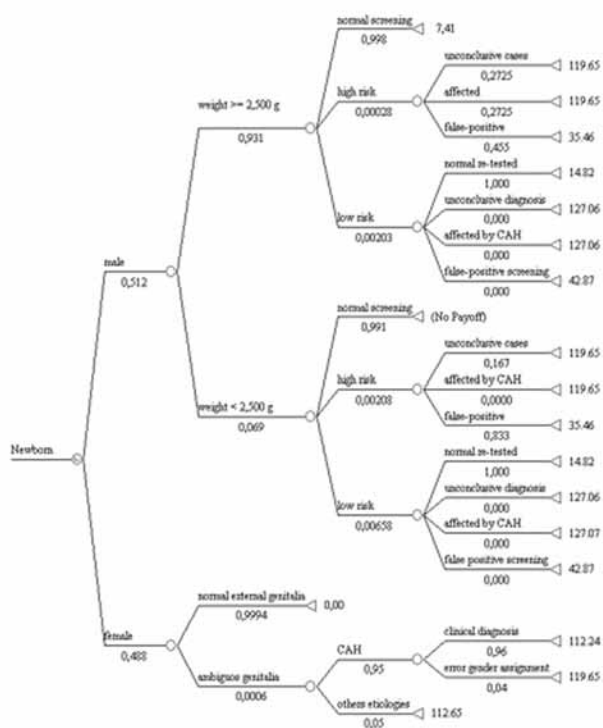 normal screening 7,41
0,998
unconclusive cases 119.65
0,2725
weight >= 2,500 g high risk affected 119.65
0,931 0,00028 0,2725
false-positive 35.46
0,455
normal re-tested 14.82
1,000
unconclusive diagnosis 127.06
0,000
low risk affected by CAH 127.06
0,00203 0,000
male false-positive screening 42.87
0,512 0,000
normal screening (No Payoff)
0,991
unconclusive cases 119.65
0,167
high risk affected by CAH 119.65
0,00208 0,0000
weight < 2,500 g false-positive 35.46
0,069 0,833
Newborn normal re-tested 14.82
1,000
unconclusive diagnosis 127.06
0,000
low risk affected by CAH 127.07
0,00658 0,000
false positive screening 42.87
0,000
normal external genitalia 0,00
0,9994
female clinical diagnosis 112.24
0,488 CAH 0,96
0,95 error gender assignment 119.65
ambiguos genitalia 0,04
0,0006 others etiologies 112.65
0,05